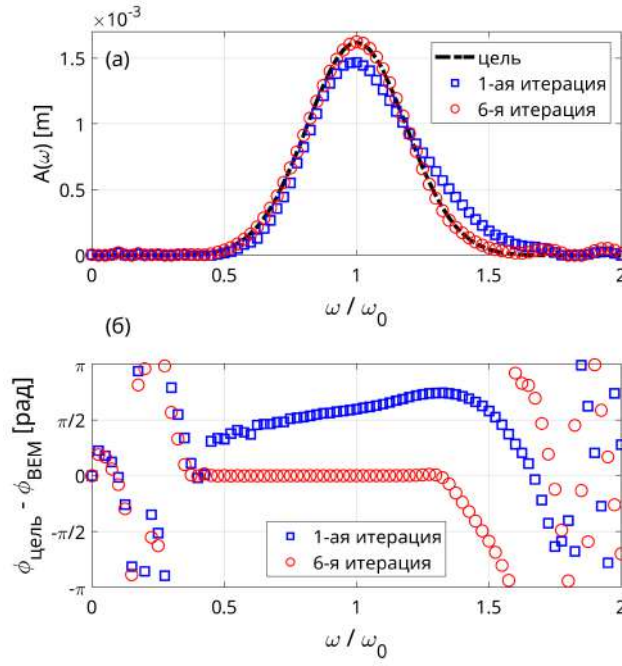 ×10⁻³
(а)
1.5
1
0.5
0
A(ω) [m]
цель
1-ая итерация
6-я итерация
0 0.5 1 1.5 2
ω / ω₀
(б)
π
π/2
0
-π/2
-π
ϕцель - ϕBEM [рад]
1-ая итерация
6-я итерация
0 0.5 1 1.5 2
ω / ω₀